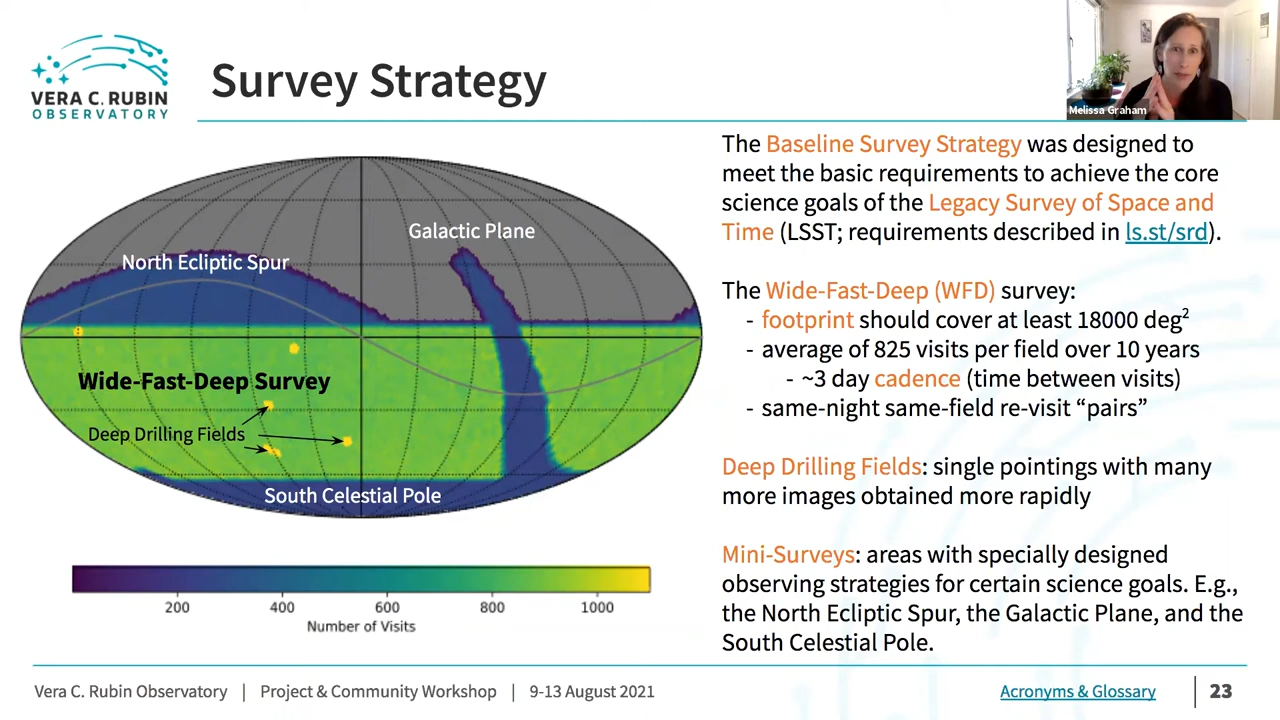 VERA C. RUBIN
OBSERVATORY
Survey Strategy
Melissa Graham
Galactic Plane
North Ecliptic Spur
Wide-Fast-Deep Survey
Deep Drilling Fields
South Celestial Pole
200 400 600 800 1000
Number of Visits
The Baseline Survey Strategy was designed to
meet the basic requirements to achieve the core
science goals of the Legacy Survey of Space and
Time (LSST; requirements described in ls.st/srd).
The Wide-Fast-Deep (WFD) survey:
- footprint should cover at least 18000 deg²
- average of 825 visits per field over 10 years
- ~3 day cadence (time between visits)
- same-night same-field re-visit “pairs”
Deep Drilling Fields: single pointings with many
more images obtained more rapidly
Mini-Surveys: areas with specially designed
observing strategies for certain science goals. E.g.,
the North Ecliptic Spur, the Galactic Plane, and the
South Celestial Pole.
Vera C. Rubin Observatory | Project & Community Workshop | 9-13 August 2021
Acronyms & Glossary | 23